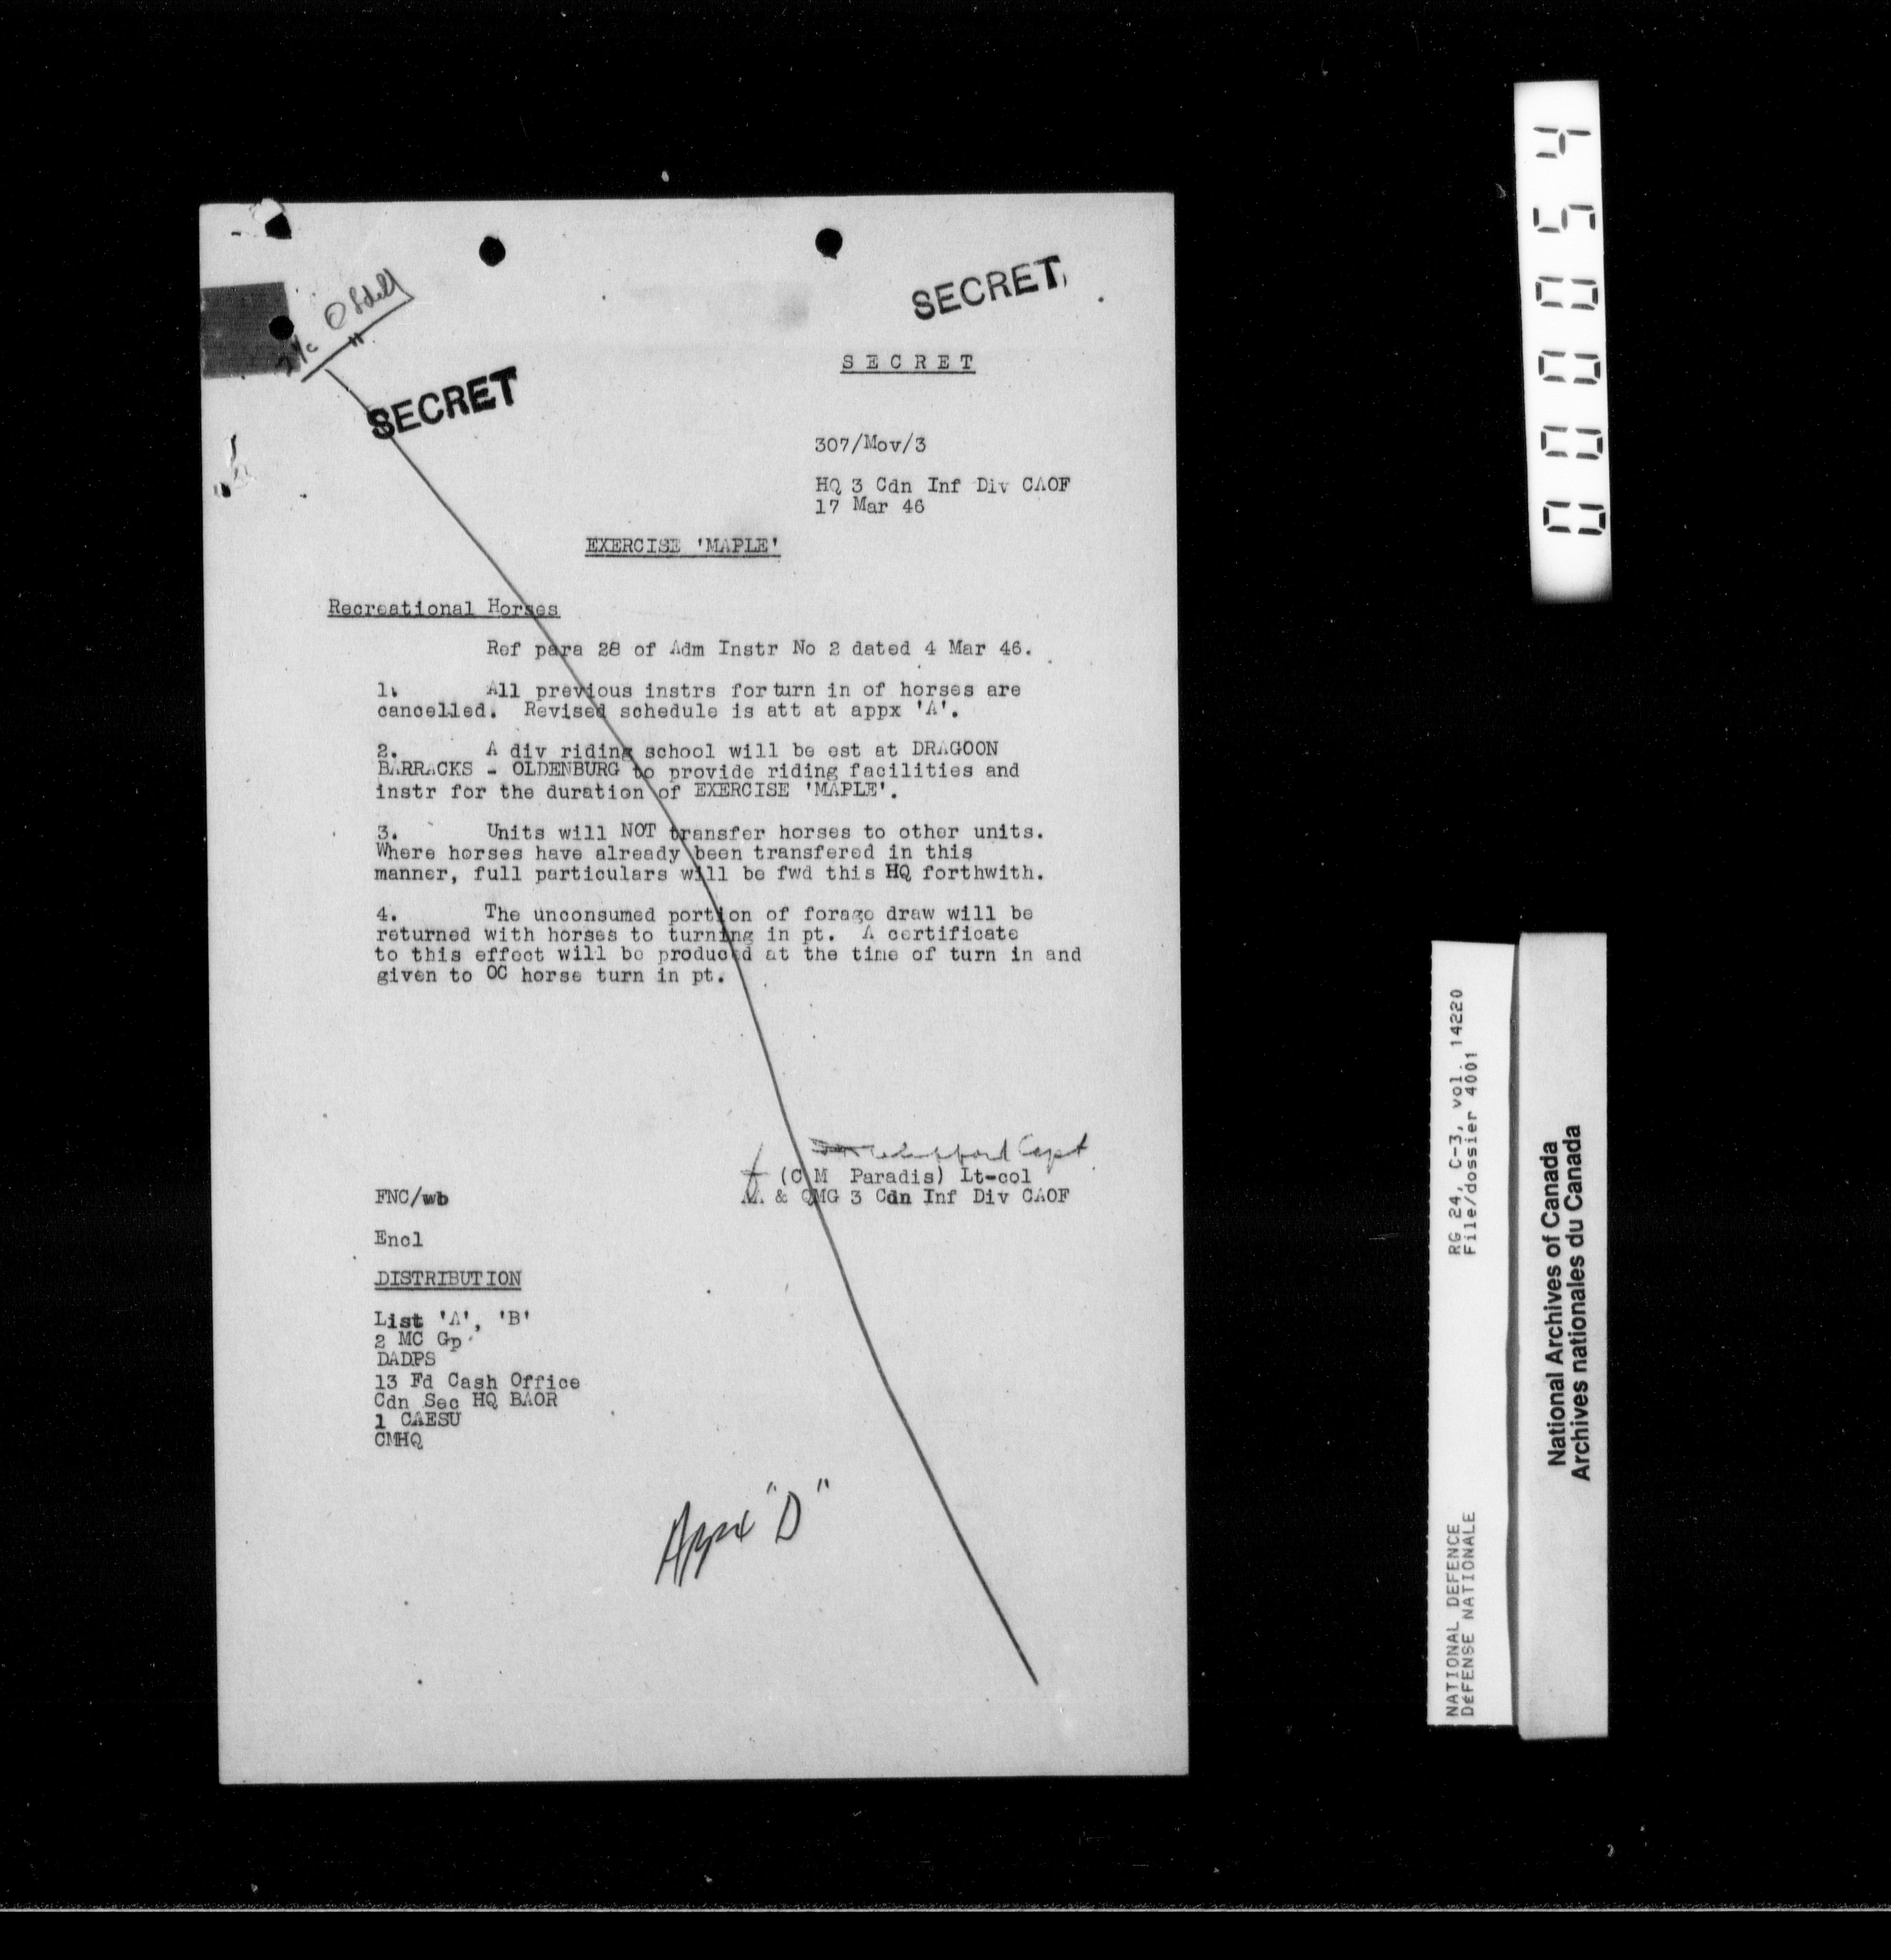 SECRET
SECRET
S E C R E T
307/Mov/3
HQ 3 Cdn Inf Div CAOF
17 Mar 46
EXERCISE 'MAPLE'
Recreational Horses
Ref para 28 of Adm Instr No 2 dated 4 Mar 46.
1. All previous instrs for turn in of horses are
cancelled. Revised schedule is att at appx 'A'.
2. A div riding school will be est at DRAGOON
BARRACKS - OLDENBURG to provide riding facilities and
instr for the duration of EXERCISE 'MAPLE'.
3. Units will NOT transfer horses to other units.
Where horses have already been transfered in this
manner, full particulars will be fwd this HQ forthwith.
4. The unconsumed portion of forage draw will be
returned with horses to turning in pt. A certificate
to this effect will be produced at the time of turn in and
given to OC horse turn in pt.
Capt
(C M Paradis) Lt-col
AA & QMG 3 Cdn Inf Div CAOF
FNC/wb
Encl
DISTRIBUTION
List 'A', 'B'
2 MC Gp
DADPS
13 Fd Cash Office
Cdn Sec HQ BAOR
1 CAESU
CMHQ
Appx "D"
000054
RG 24, C-3, vol. 14220
File/dossier 4001
NATIONAL DEFENCE
DéFENSE NATIONALE
National Archives of Canada
Archives nationales du Canada